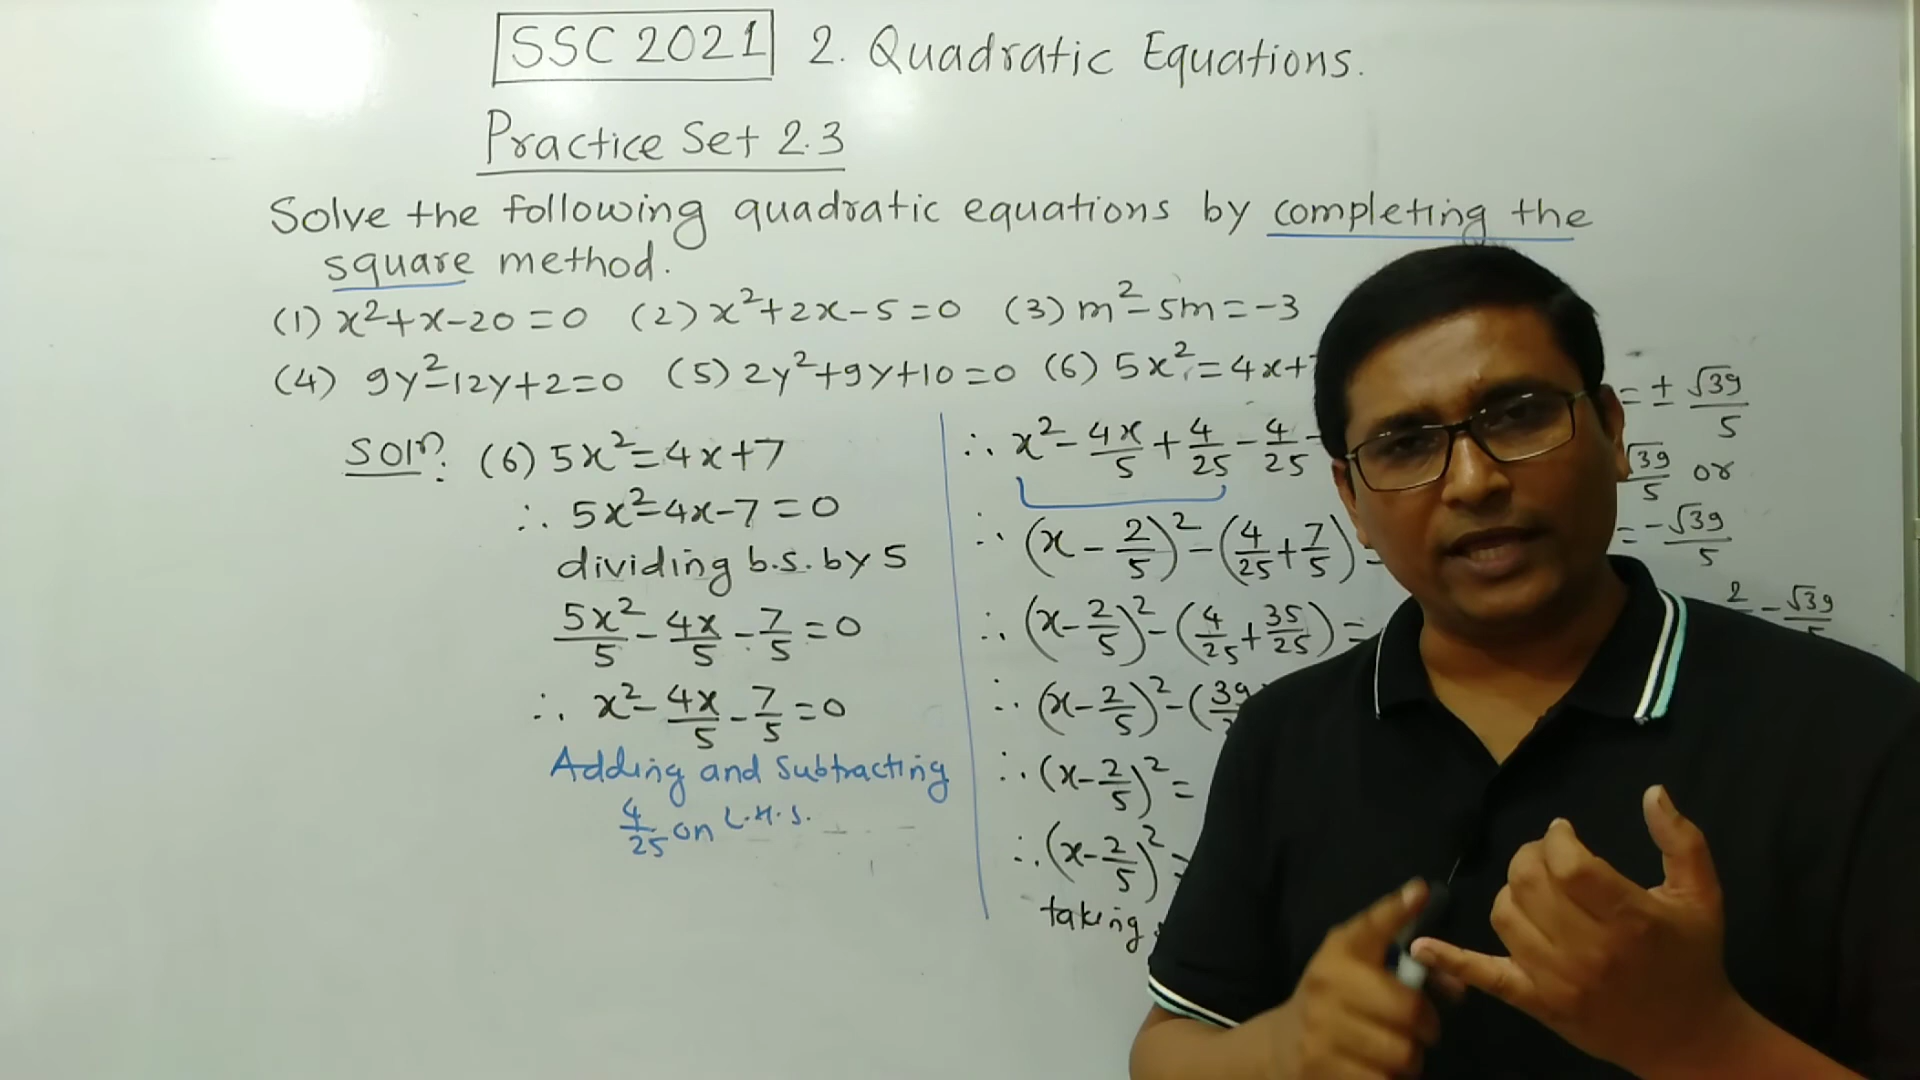 SSC 2021 2. Quadratic Equations.
Practice Set 2.3
Solve the following quadratic equations by completing the
square method.
(1) x²+x-20=0 (2) x²+2x-5=0 (3) m²-5m=-3
(4) 9y²-12y+2=0 (5) 2y²+9y+10=0 (6) 5x²=4x+7
Solⁿ: (6) 5x²=4x+7
∴ 5x²-4x-7=0
dividing b.s. by 5
5x²/5 - 4x/5 - 7/5 = 0
∴ x² - 4x/5 - 7/5 = 0
Adding and Subtracting
4/25 on L.H.S.
∴ x² - 4x/5 + 4/25 - 4/25 -
∴ (x - 2/5)² - (4/25 + 7/5) =
∴ (x - 2/5)² - (4/25 + 35/25) =
∴ (x - 2/5)² - (39
∴ (x - 2/5)² =
∴ (x - 2/5)² =
taking
= ± √39/5
√39/5 or
= -√39/5
2 - √39